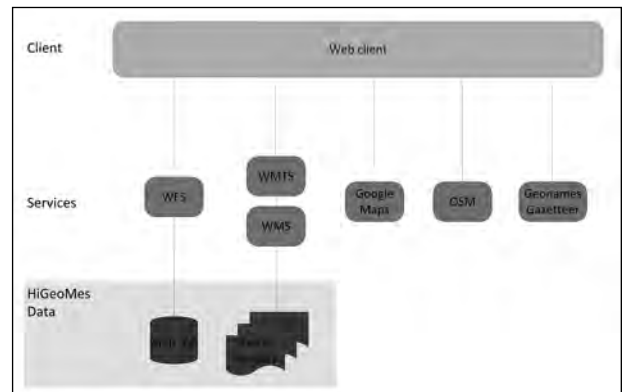 Client
Web client
WFS
WMTS
WMS
Google
Maps
OSM
Geonames
Gazetteer
Services
HiGeoMes
Data